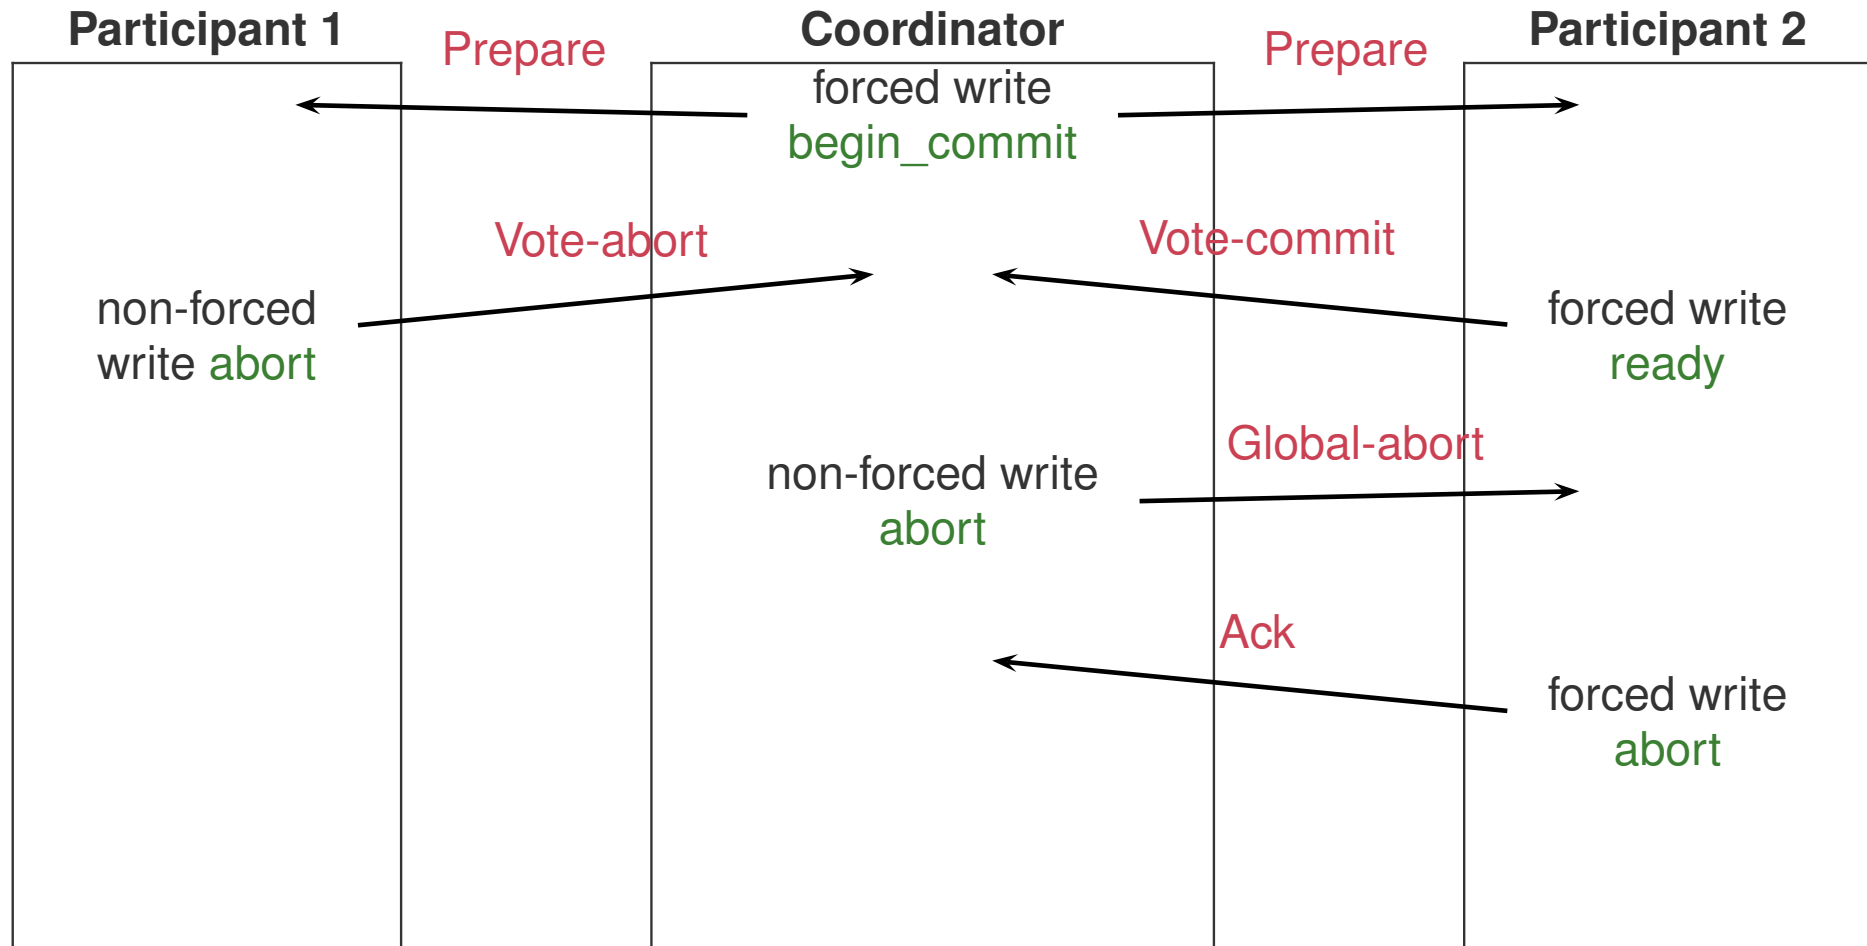 Participant 1
Coordinator
Participant 2
Prepare
Prepare
forced write
begin_commit
Vote-abort
Vote-commit
non-forced
write abort
forced write
ready
Global-abort
non-forced write
abort
Ack
forced write
abort